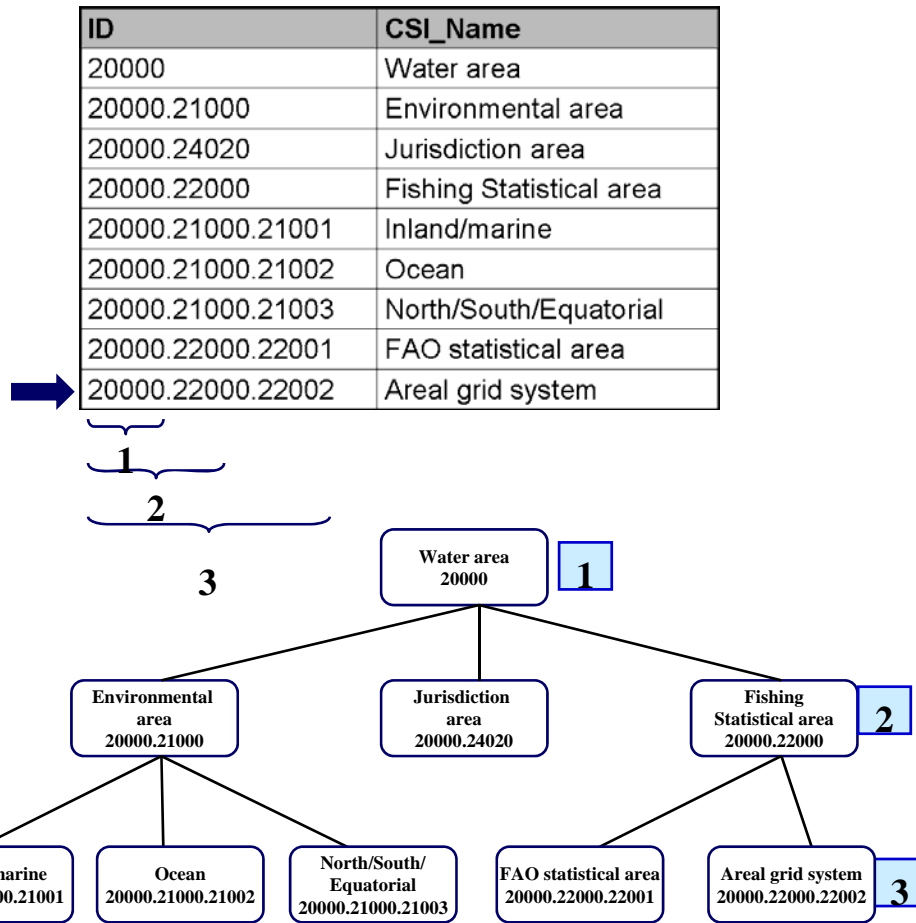 ID CSI_Name
20000 Water area
20000.21000 Environmental area
20000.24020 Jurisdiction area
20000.22000 Fishing Statistical area
20000.21000.21001 Inland/marine
20000.21000.21002 Ocean
20000.21000.21003 North/South/Equatorial
20000.22000.22001 FAO statistical area
20000.22000.22002 Areal grid system
1
2
3
Water area
20000
1
Environmental
area
20000.21000
Jurisdiction
area
20000.24020
Fishing
Statistical area
20000.22000
2
Ocean
20000.21000.21002
North/South/
Equatorial
20000.21000.21003
FAO statistical area
20000.22000.22001
Areal grid system
20000.22000.22002
3